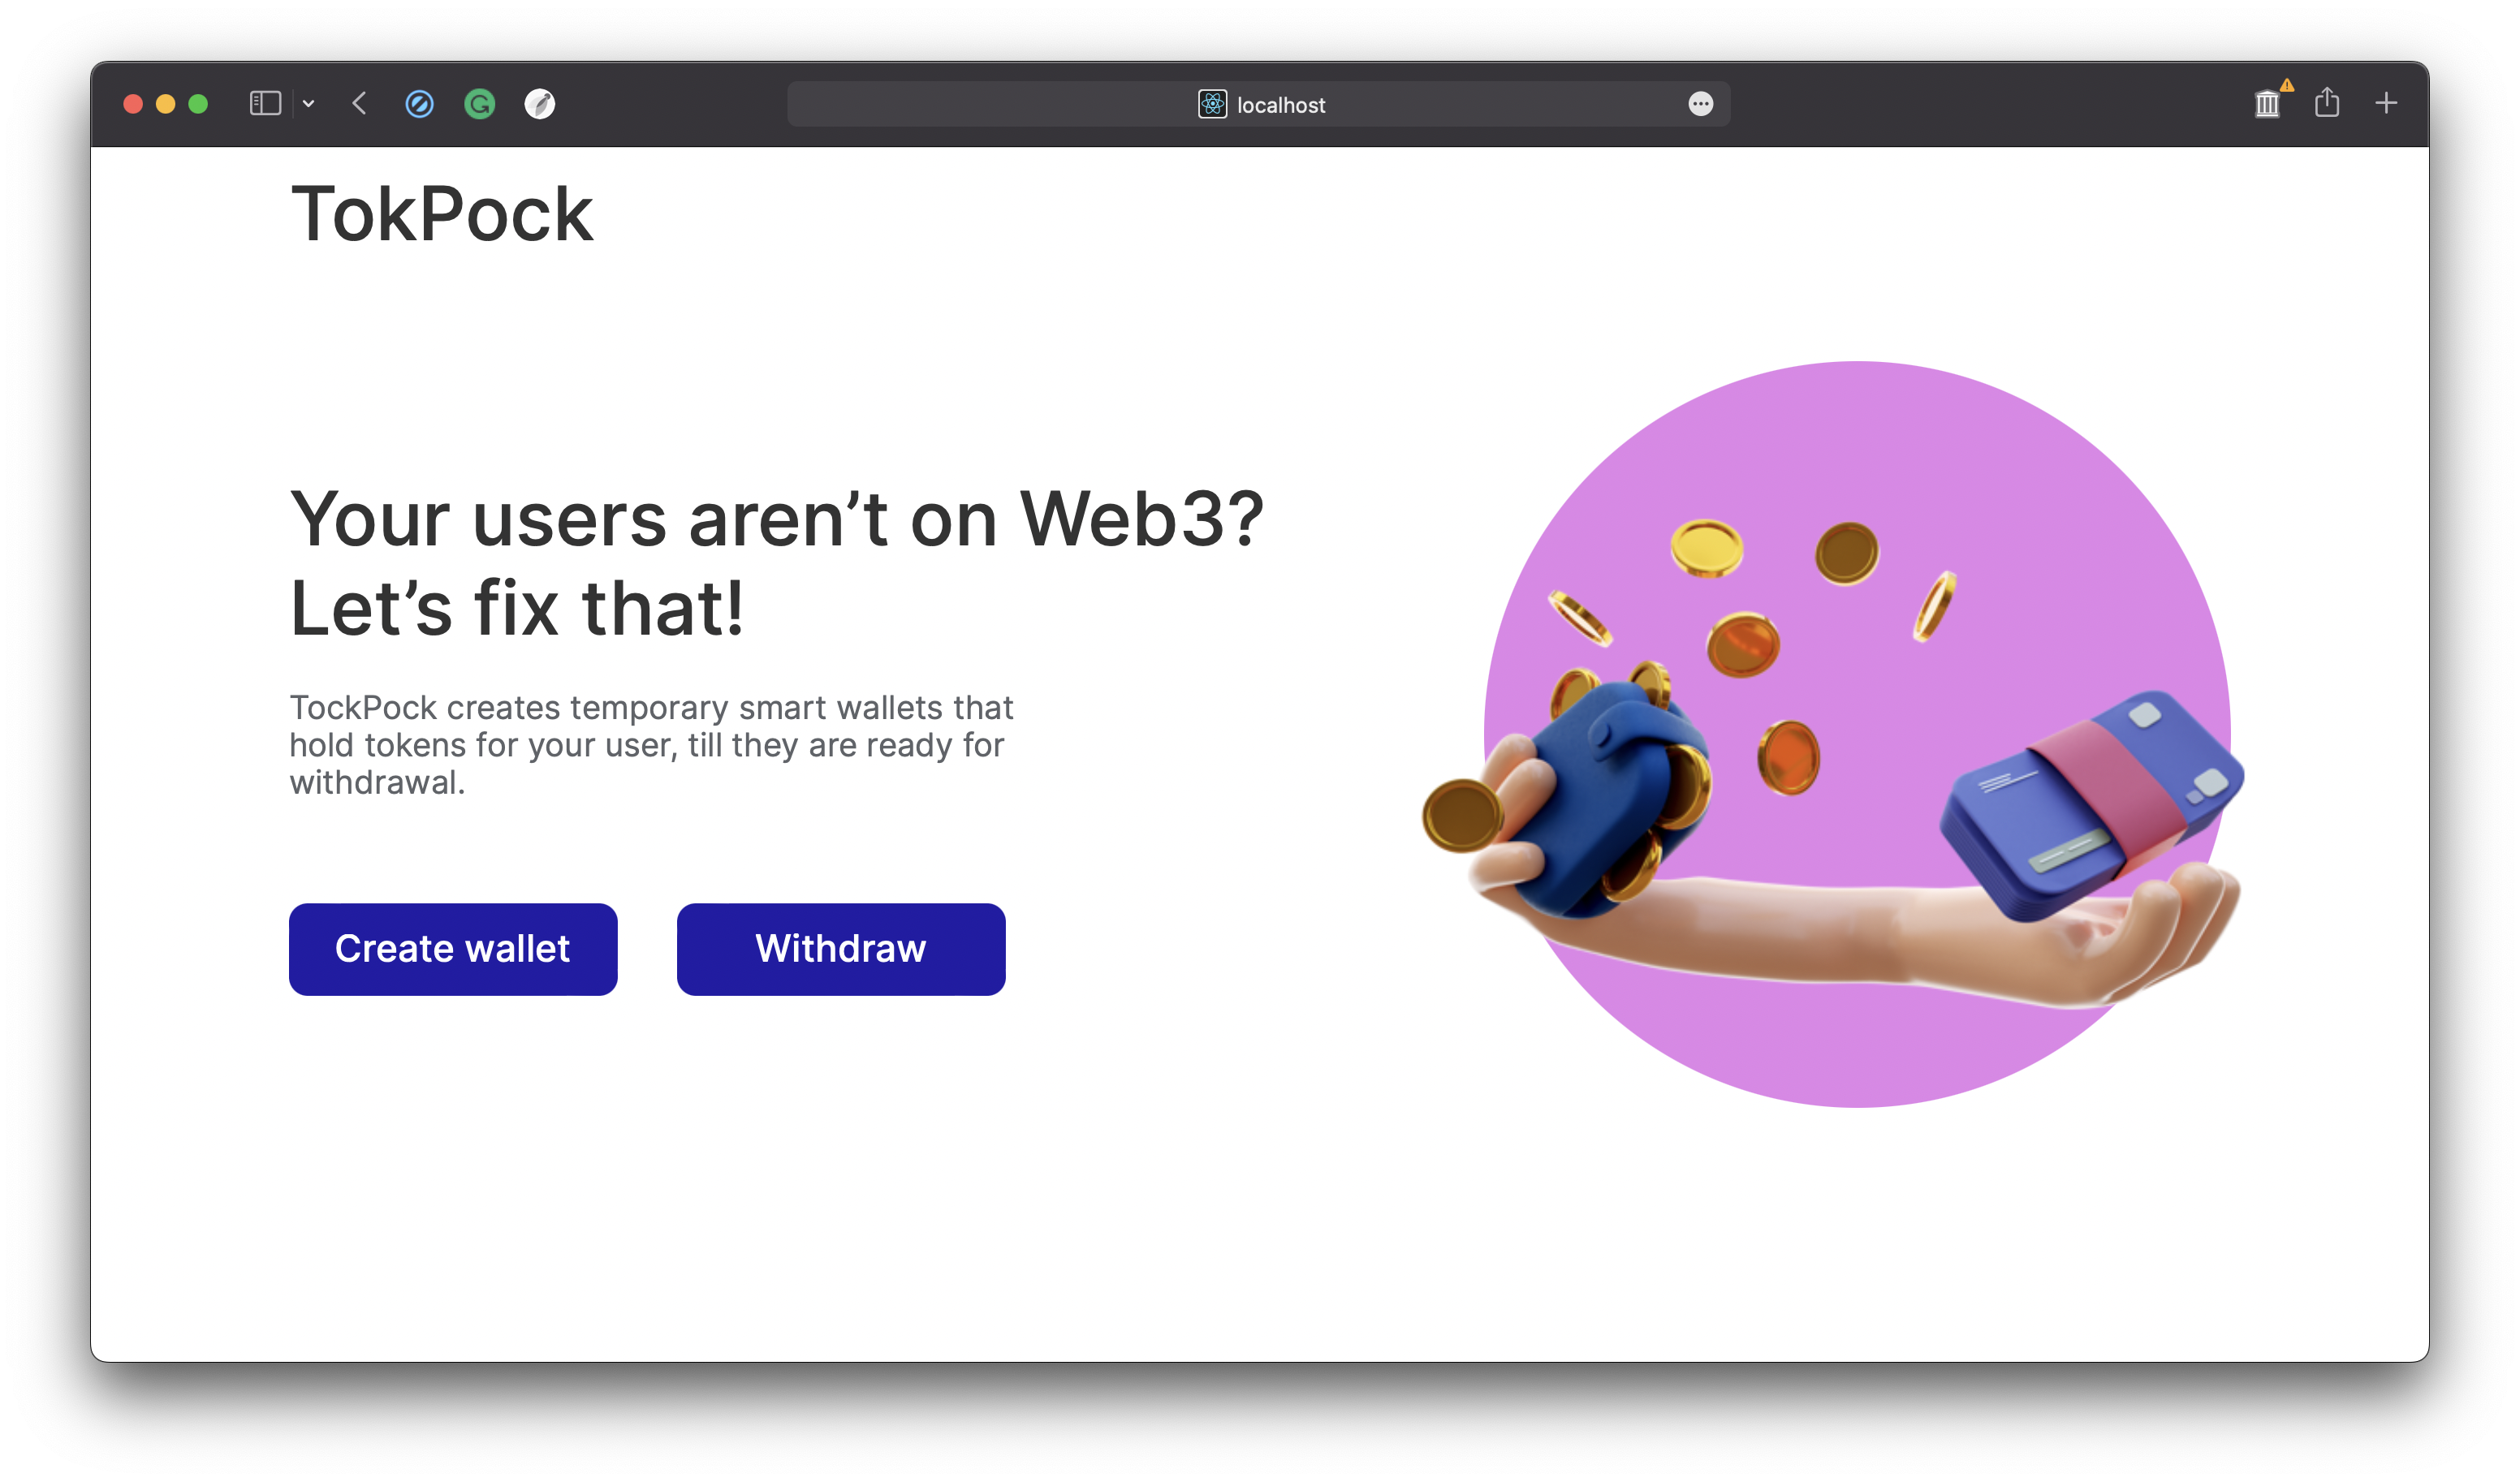 localhost
TokPock
Your users aren’t on Web3?
Let’s fix that!
TockPock creates temporary smart wallets that
hold tokens for your user, till they are ready for
withdrawal.
Create wallet
Withdraw